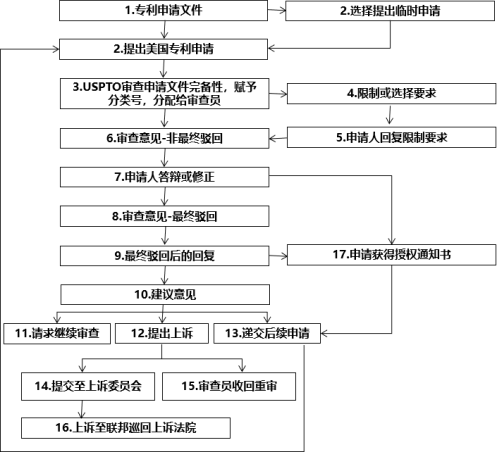 1.专利申请文件
2.选择提出临时申请
2.提出美国专利申请
3.USPTO审查申请文件完备性，赋予
分类号，分配给审查员
4.限制或选择要求
6.审查意见-非最终驳回
5.申请人回复限制要求
7.申请人答辩或修正
8.审查意见-最终驳回
9.最终驳回后的回复
17.申请获得授权通知书
10.建议意见
11.请求继续审查
12.提出上诉
13.递交后续申请
14.提交至上诉委员会
15.审查员收回重审
16.上诉至联邦巡回上诉法院